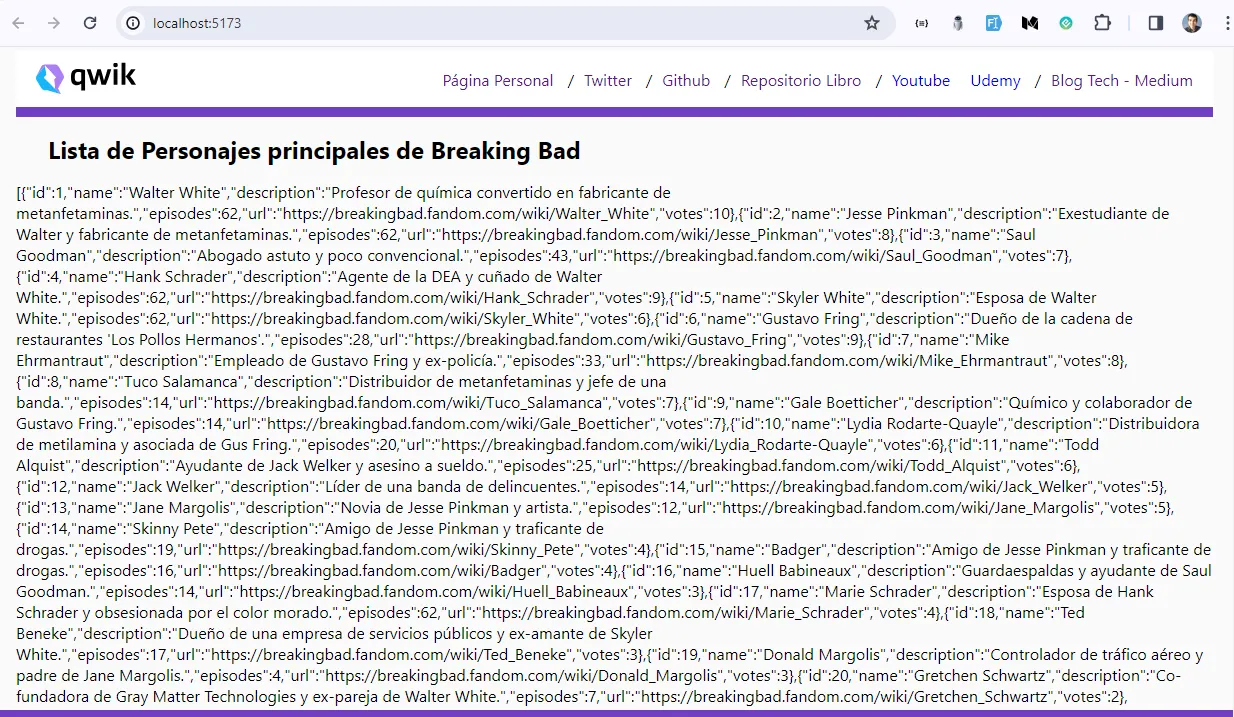 localhost:5173
qwik
Página Personal / Twitter / Github / Repositorio Libro / Youtube Udemy / Blog Tech - Medium
Lista de Personajes principales de Breaking Bad
[{"id":1,"name":"Walter White","description":"Profesor de química convertido en fabricante de
metanfetaminas.","episodes":62,"url":"https://breakingbad.fandom.com/wiki/Walter_White","votes":10},{"id":2,"name":"Jesse Pinkman","description":"Exestudiante de
Walter y fabricante de metanfetaminas.","episodes":62,"url":"https://breakingbad.fandom.com/wiki/Jesse_Pinkman","votes":8},{"id":3,"name":"Saul
Goodman","description":"Abogado astuto y poco convencional.","episodes":43,"url":"https://breakingbad.fandom.com/wiki/Saul_Goodman","votes":7},
{"id":4,"name":"Hank Schrader","description":"Agente de la DEA y cuñado de Walter
White.","episodes":62,"url":"https://breakingbad.fandom.com/wiki/Hank_Schrader","votes":9},{"id":5,"name":"Skyler White","description":"Esposa de Walter
White.","episodes":62,"url":"https://breakingbad.fandom.com/wiki/Skyler_White","votes":6},{"id":6,"name":"Gustavo Fring","description":"Dueño de la cadena de
restaurantes 'Los Pollos Hermanos'.","episodes":28,"url":"https://breakingbad.fandom.com/wiki/Gustavo_Fring","votes":9},{"id":7,"name":"Mike
Ehrmantraut","description":"Empleado de Gustavo Fring y ex-policía.","episodes":33,"url":"https://breakingbad.fandom.com/wiki/Mike_Ehrmantraut","votes":8},
{"id":8,"name":"Tuco Salamanca","description":"Distribuidor de metanfetaminas y jefe de una
banda.","episodes":14,"url":"https://breakingbad.fandom.com/wiki/Tuco_Salamanca","votes":7},{"id":9,"name":"Gale Boetticher","description":"Químico y colaborador de
Gustavo Fring.","episodes":14,"url":"https://breakingbad.fandom.com/wiki/Gale_Boetticher","votes":7},{"id":10,"name":"Lydia Rodarte-Quayle","description":"Distribuidora
de metilamina y asociada de Gus Fring.","episodes":20,"url":"https://breakingbad.fandom.com/wiki/Lydia_Rodarte-Quayle","votes":6},{"id":11,"name":"Todd
Alquist","description":"Ayudante de Jack Welker y asesino a sueldo.","episodes":25,"url":"https://breakingbad.fandom.com/wiki/Todd_Alquist","votes":6},
{"id":12,"name":"Jack Welker","description":"Líder de una banda de delincuentes.","episodes":14,"url":"https://breakingbad.fandom.com/wiki/Jack_Welker","votes":5},
{"id":13,"name":"Jane Margolis","description":"Novia de Jesse Pinkman y artista.","episodes":12,"url":"https://breakingbad.fandom.com/wiki/Jane_Margolis","votes":5},
{"id":14,"name":"Skinny Pete","description":"Amigo de Jesse Pinkman y traficante de
drogas.","episodes":19,"url":"https://breakingbad.fandom.com/wiki/Skinny_Pete","votes":4},{"id":15,"name":"Badger","description":"Amigo de Jesse Pinkman y traficante de
drogas.","episodes":16,"url":"https://breakingbad.fandom.com/wiki/Badger","votes":4},{"id":16,"name":"Huell Babineaux","description":"Guardaespaldas y ayudante de Saul
Goodman.","episodes":14,"url":"https://breakingbad.fandom.com/wiki/Huell_Babineaux","votes":3},{"id":17,"name":"Marie Schrader","description":"Esposa de Hank
Schrader y obsesionada por el color morado.","episodes":62,"url":"https://breakingbad.fandom.com/wiki/Marie_Schrader","votes":4},{"id":18,"name":"Ted
Beneke","description":"Dueño de una empresa de servicios públicos y ex-amante de Skyler
White.","episodes":17,"url":"https://breakingbad.fandom.com/wiki/Ted_Beneke","votes":3},{"id":19,"name":"Donald Margolis","description":"Controlador de tráfico aéreo y
padre de Jane Margolis.","episodes":4,"url":"https://breakingbad.fandom.com/wiki/Donald_Margolis","votes":3},{"id":20,"name":"Gretchen Schwartz","description":"Co-
fundadora de Gray Matter Technologies y ex-pareja de Walter White.","episodes":7,"url":"https://breakingbad.fandom.com/wiki/Gretchen_Schwartz","votes":2},